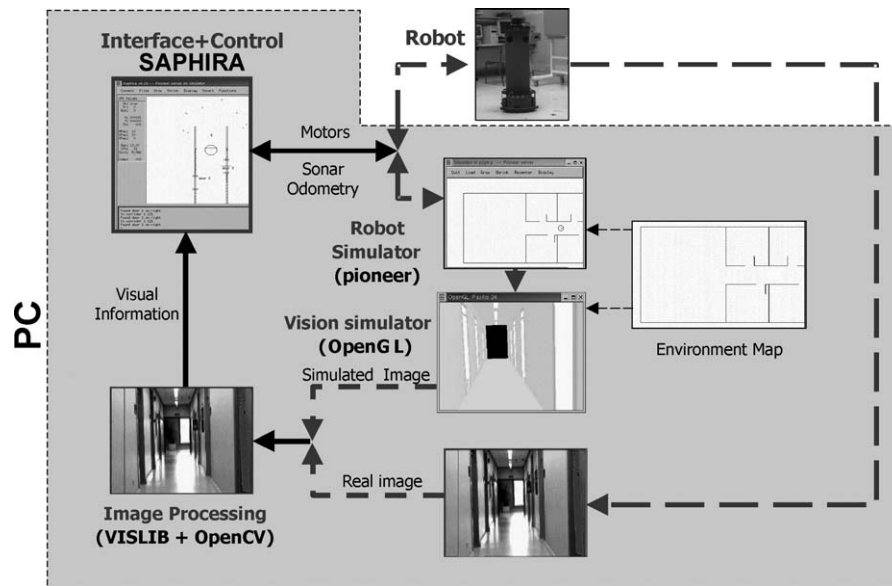 Interface+Control
SAPHIRA
Robot
Motors
Sonar
Odometry
Robot
Simulator
(pioneer)
Visual
Information
PC
Vision simulator
(OpenG L)
OpenGL
Simulated Image
Environment Map
Real image
Image Processing
(VISLIB + OpenCV)